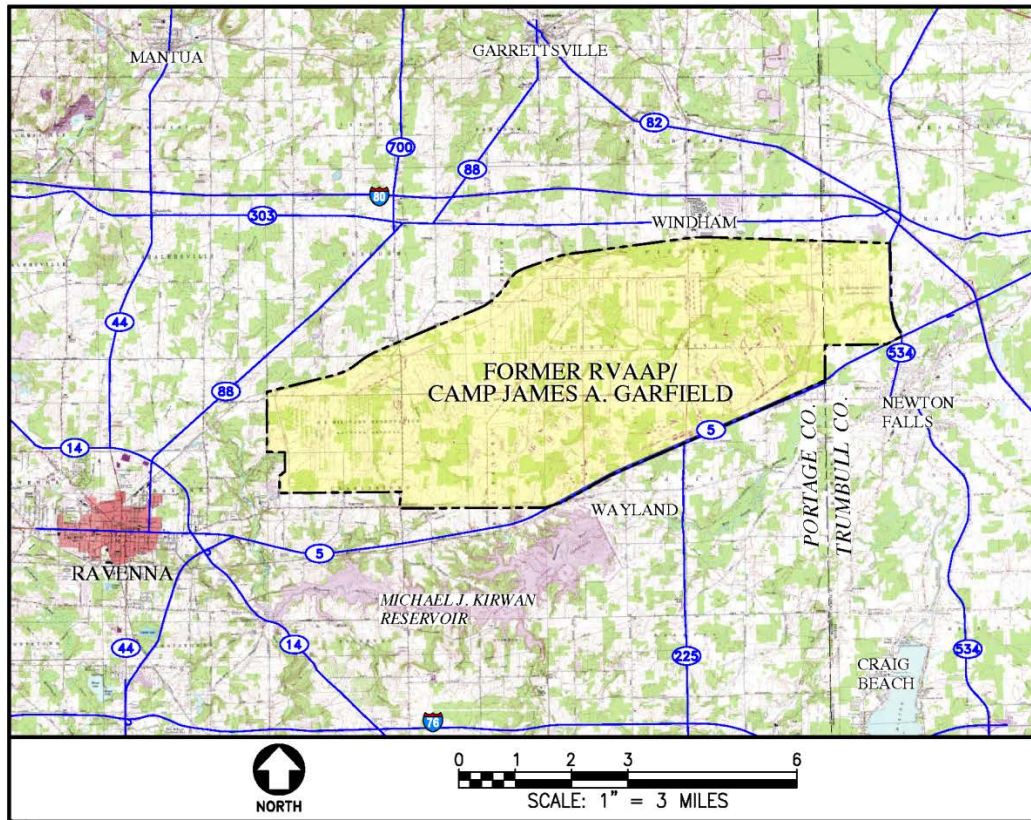 MANTUA
GARRETTSVILLE
82
700
88
80
303
WINDHAM
44
FORMER RVAAP/
CAMP JAMES A. GARFIELD
534
88
NEWTON
FALLS
14
5
PORTAGE CO.
TRUMBULL CO.
WAYLAND
5
RAVENNA
MICHAEL J. KIRWAN
RESERVOIR
14
44
225
534
CRAIG
BEACH
76
NORTH
0 1 2 3 6
SCALE: 1" = 3 MILES